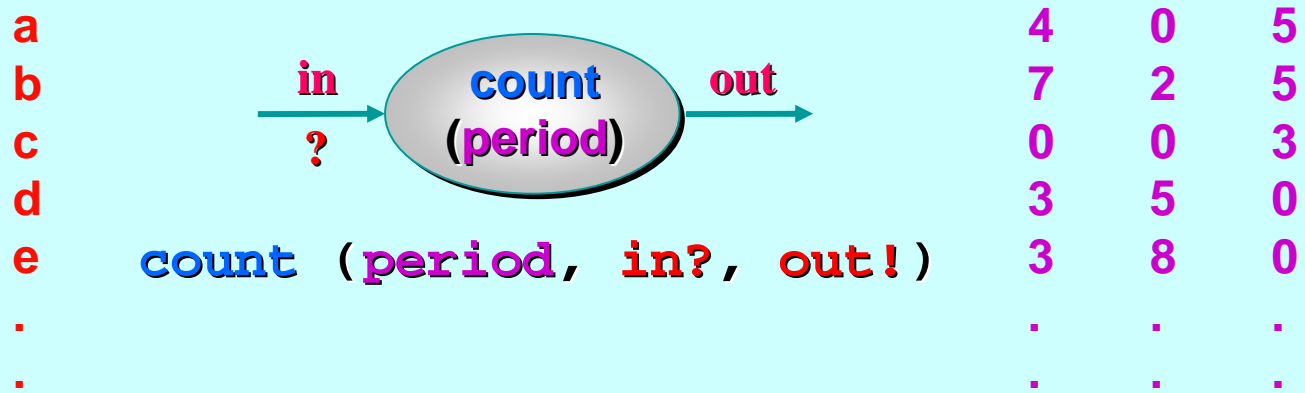 a 4 0 5
b in count out 7 2 5
c ? (period) 0 0 3
d 3 5 0
e count (period, in?, out!) 3 8 0
. . . .
. . . .